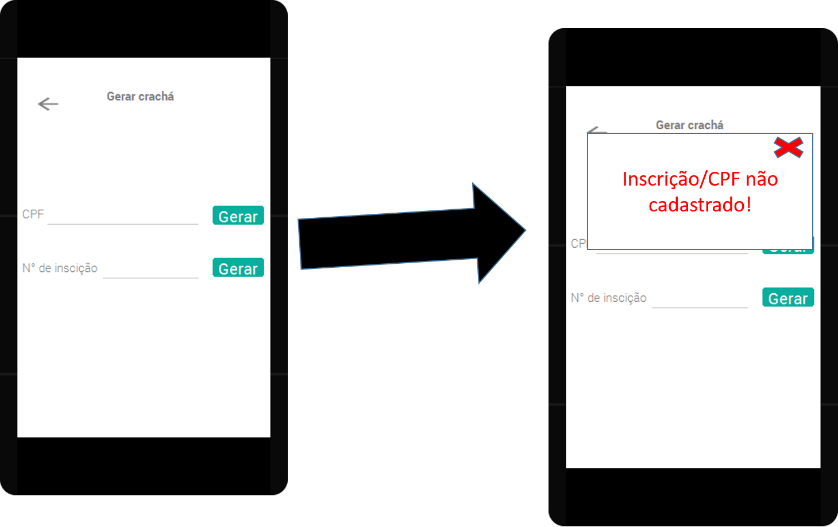 Gerar crachá
CPF
Gerar
N° de inscição
Gerar
Gerar crachá
Inscrição/CPF não
cadastrado!
CP
Gerar
N° de inscição
Gerar